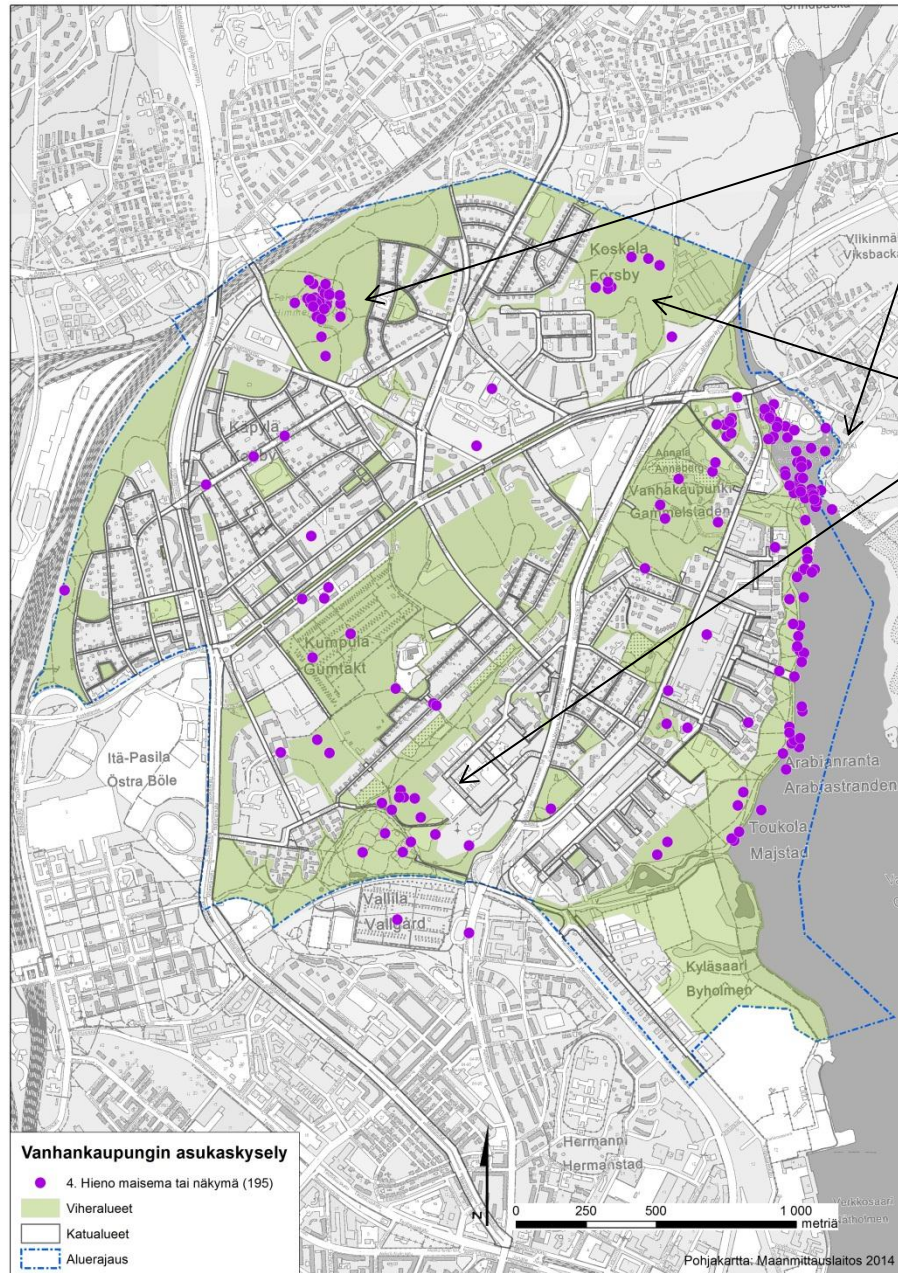 Koskela
Forsby
Viikinmä
Viksbacka
Käpylä
Annala
Anneberg
Vanhakaupunki
Gammelstaden
Kumpula
Gumtäkt
Itä-Pasila
Östra Böle
Arabianranta
Arabiastranden
Toukola
Majstad
Vallila
Vallgård
Kyläsaari
Byholmen
Hermanni
Hermanstad
Vanhankaupungin asukaskysely
4. Hieno maisema tai näkymä (195)
Viheralueet
Katualueet
Aluerajaus
N
0 250 500 1 000
metriä
Pohjakartta: Maanmittauslaitos 2014